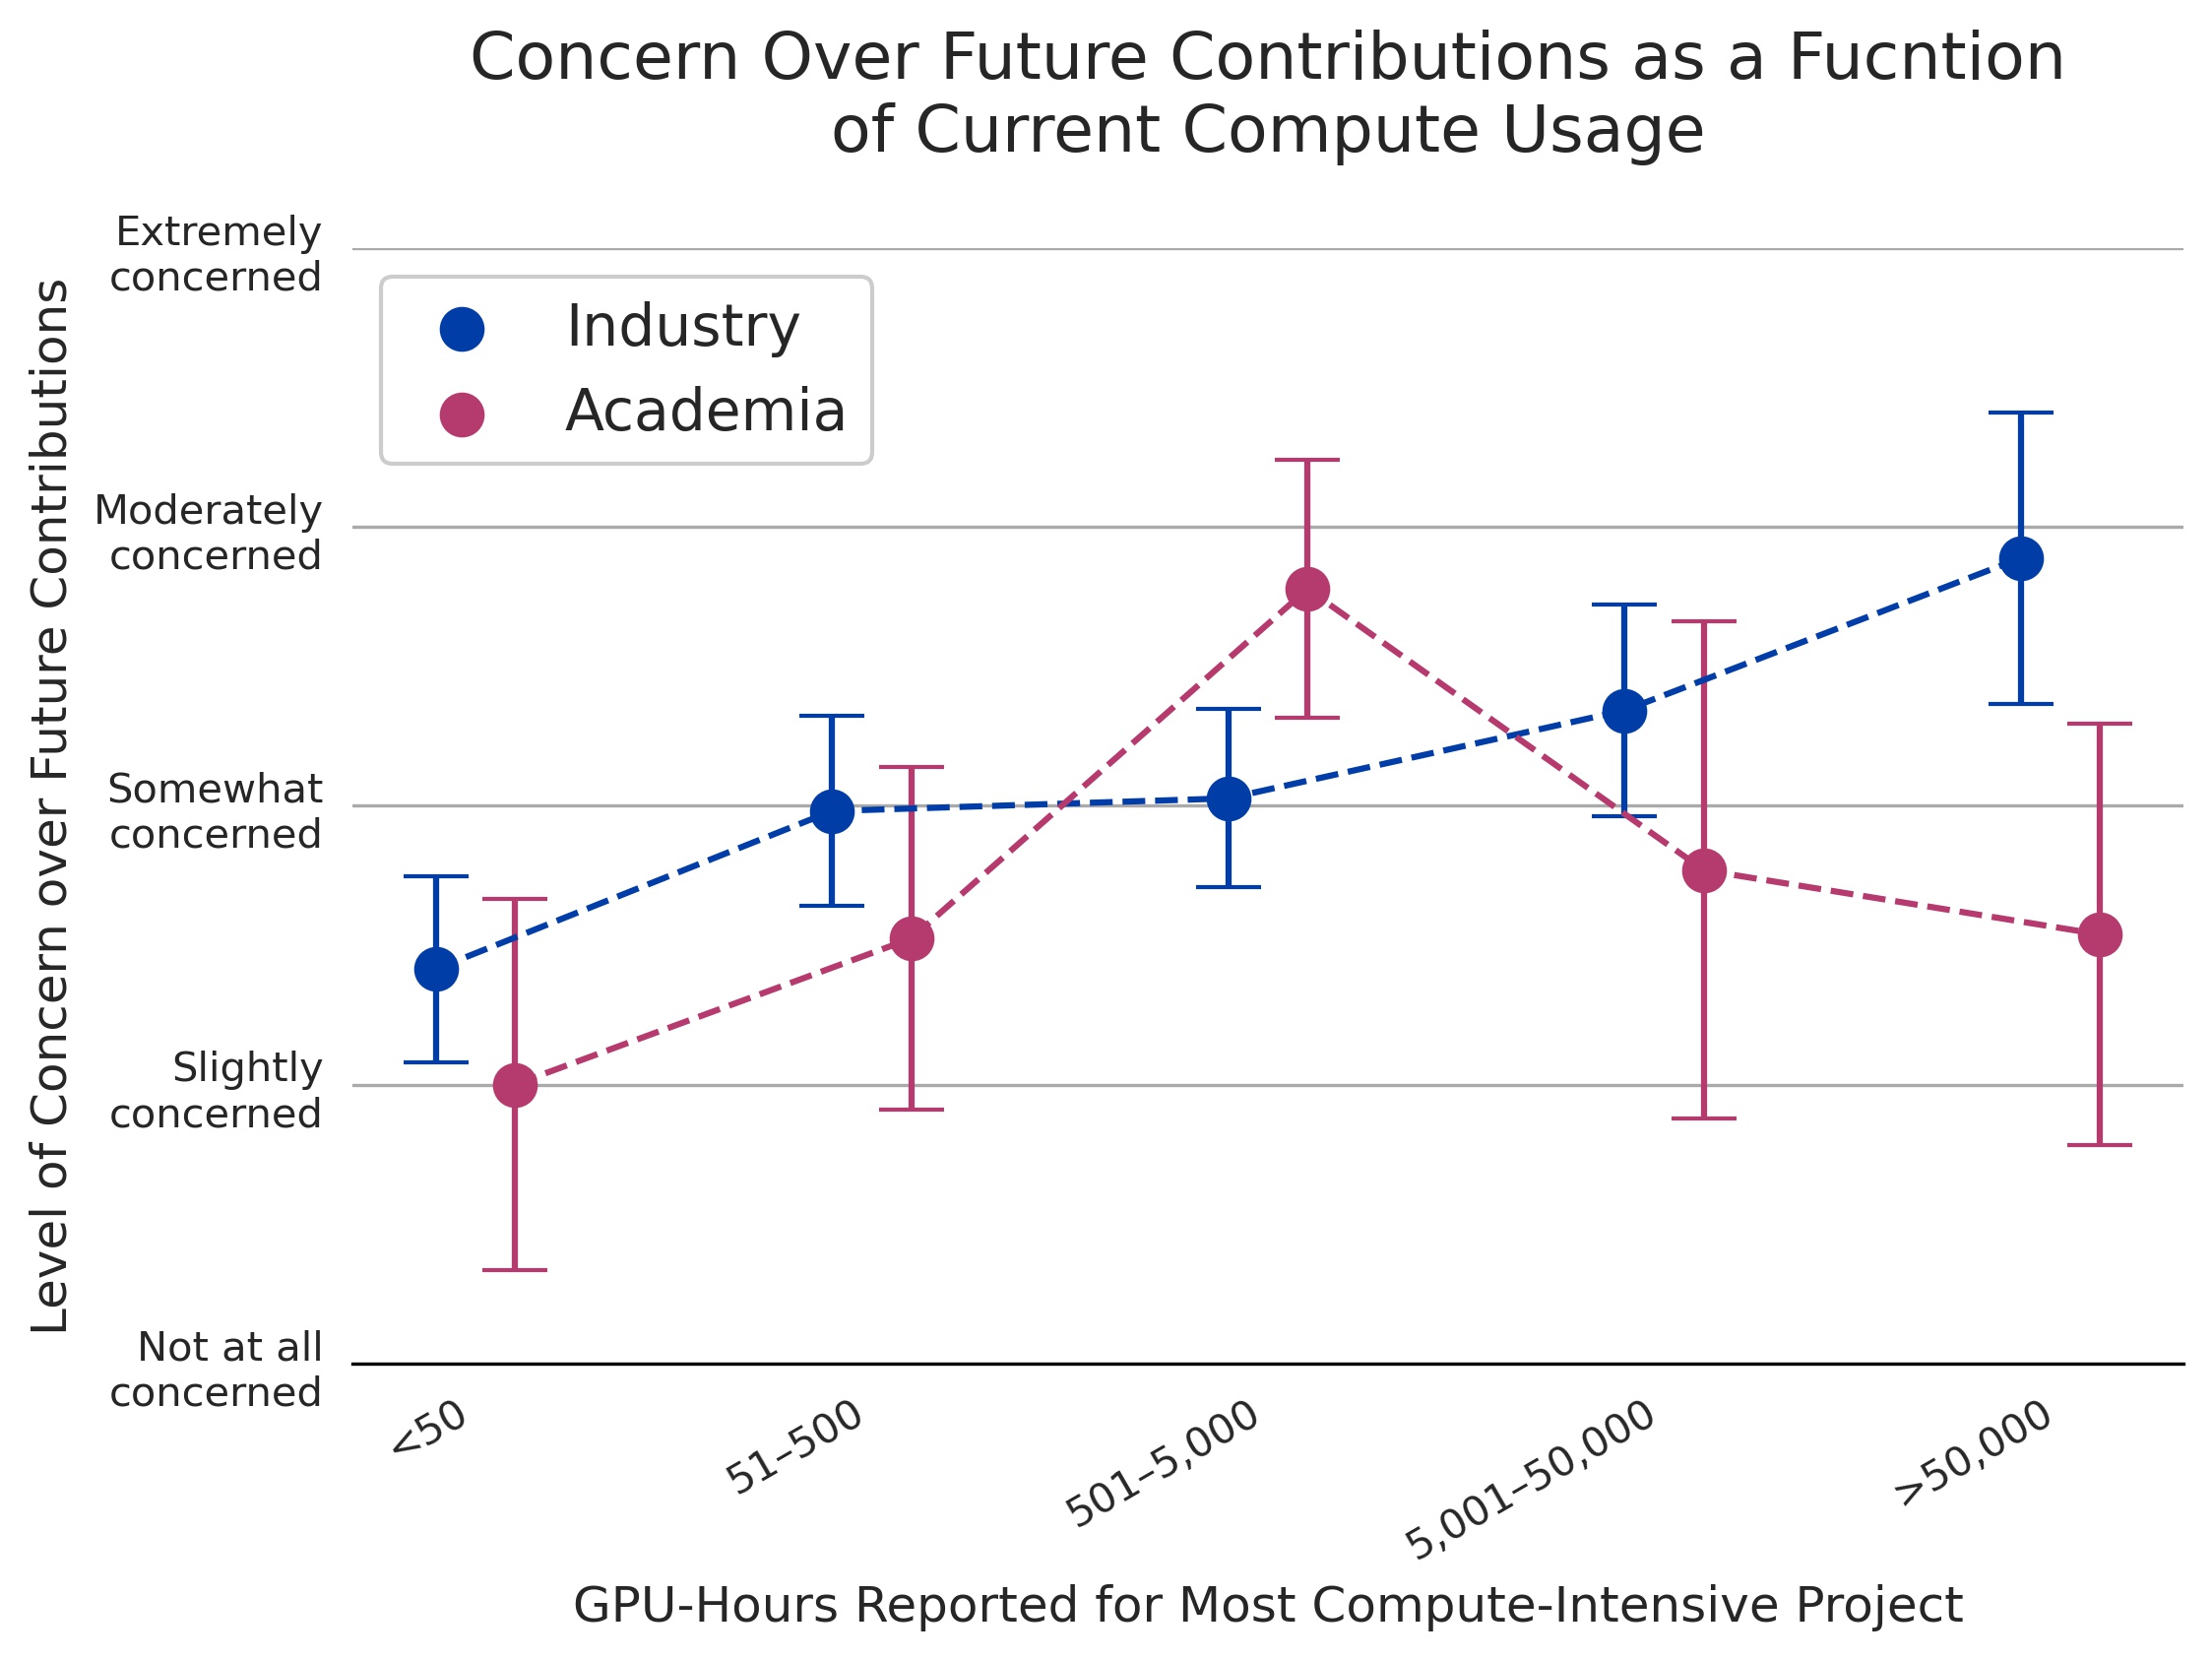 Concern Over Future Contributions as a Fucntion
of Current Compute Usage
Level of Concern over Future Contributions
Extremely
concerned
Moderately
concerned
Somewhat
concerned
Slightly
concerned
Not at all
concerned
Industry
Academia
<50
51–500
501–5,000
5,001–50,000
>50,000
GPU-Hours Reported for Most Compute-Intensive Project